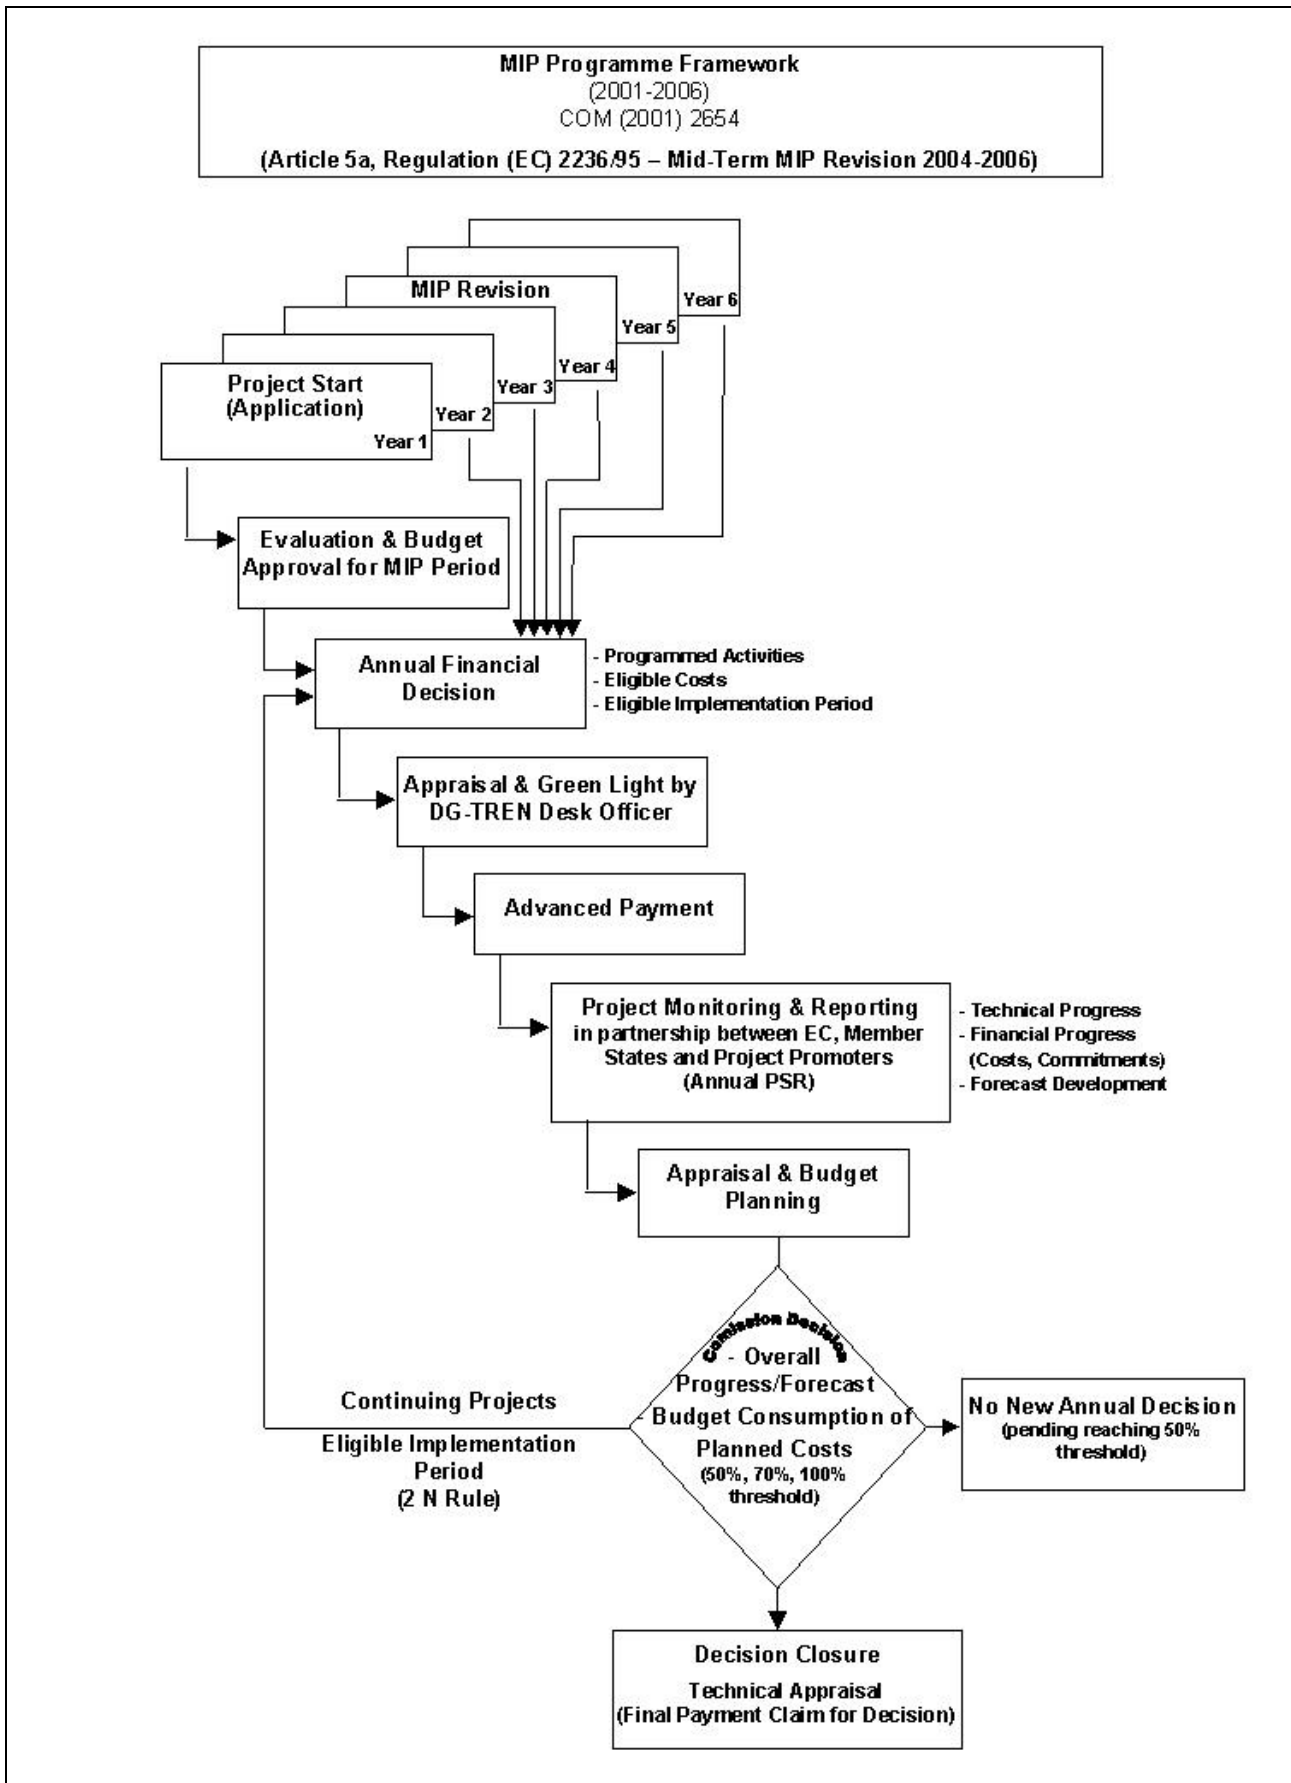 MIP Programme Framework
(2001-2006)
COM (2001) 2654
(Article 5a, Regulation (EC) 2236/95 – Mid-Term MIP Revision 2004-2006)
Year 6
Year 5
MIP Revision
Year 4
Year 3
Year 2
Project Start
(Application)
Year 1
Evaluation & Budget
Approval for MIP Period
Annual Financial
Decision
- Programmed Activities
- Eligible Costs
- Eligible Implementation Period
Appraisal & Green Light by
DG-TREN Desk Officer
Advanced Payment
Project Monitoring & Reporting
in partnership between EC, Member
States and Project Promoters
(Annual PSR)
- Technical Progress
- Financial Progress
(Costs, Commitments)
- Forecast Development
Appraisal & Budget
Planning
Comission Decision
- Overall
Progress/Forecast
- Budget Consumption of
Planned Costs
(50%, 70%, 100%
threshold)
Continuing Projects
Eligible Implementation
Period
(2 N Rule)
No New Annual Decision
(pending reaching 50%
threshold)
Decision Closure
Technical Appraisal
(Final Payment Claim for Decision)